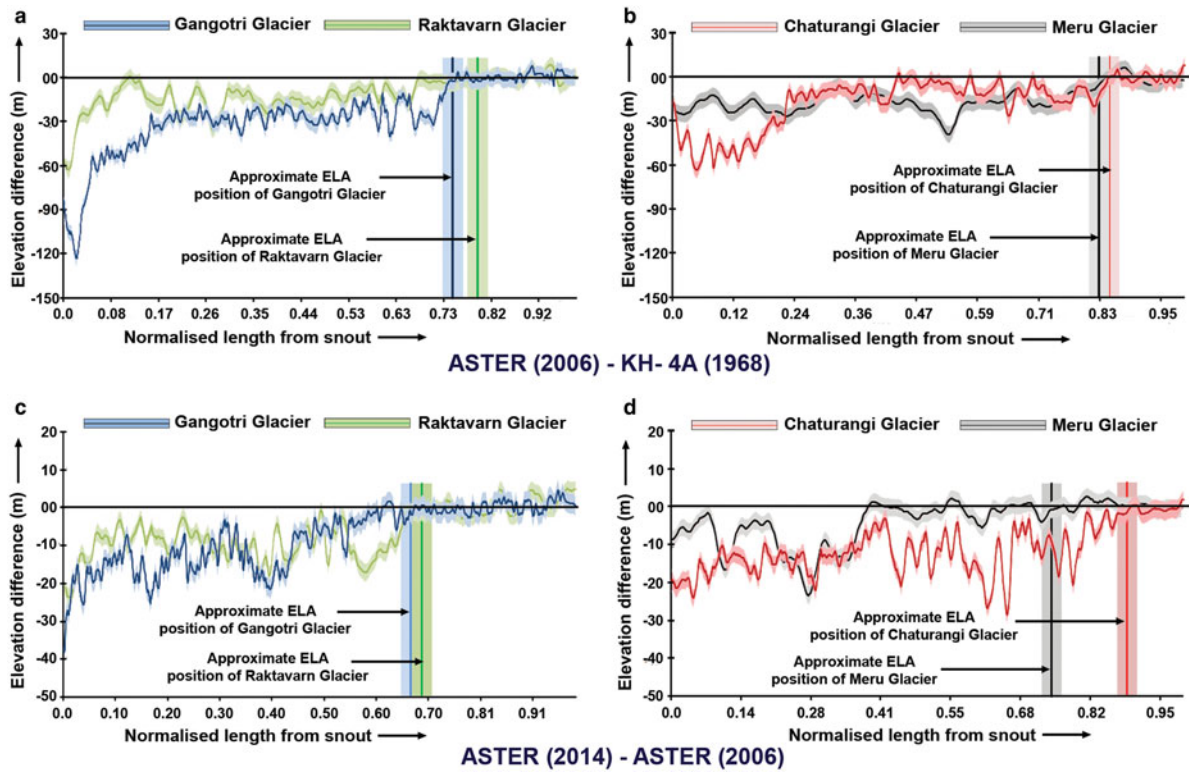 a
Gangotri Glacier
Raktavarn Glacier
Elevation difference (m)
30
00
-30
-60
-90
-120
-150
Approximate ELA
position of Gangotri Glacier
Approximate ELA
position of Raktavarn Glacier
0.0 0.08 0.17 0.26 0.35 0.44 0.53 0.63 0.73 0.82 0.92
Normalised length from snout
b
Chaturangi Glacier
Meru Glacier
Elevation difference (m)
30
00
-30
-60
-90
-120
-150
Approximate ELA
position of Chaturangi Glacier
Approximate ELA
position of Meru Glacier
0.0 0.12 0.24 0.36 0.47 0.59 0.71 0.83 0.95
Normalised length from snout
ASTER (2006) - KH- 4A (1968)
c
Gangotri Glacier
Raktavarn Glacier
Elevation difference (m)
20
10
00
-10
-20
-30
-40
-50
Approximate ELA
position of Gangotri Glacier
Approximate ELA
position of Raktavarn Glacier
0.0 0.10 0.20 0.30 0.40 0.50 0.60 0.70 0.80 0.91
Normalised length from snout
d
Chaturangi Glacier
Meru Glacier
Elevation difference (m)
20
10
00
-10
-20
-30
-40
-50
Approximate ELA
position of Chaturangi Glacier
Approximate ELA
position of Meru Glacier
0.0 0.14 0.28 0.41 0.55 0.68 0.82 0.95
Normalised length from snout
ASTER (2014) - ASTER (2006)